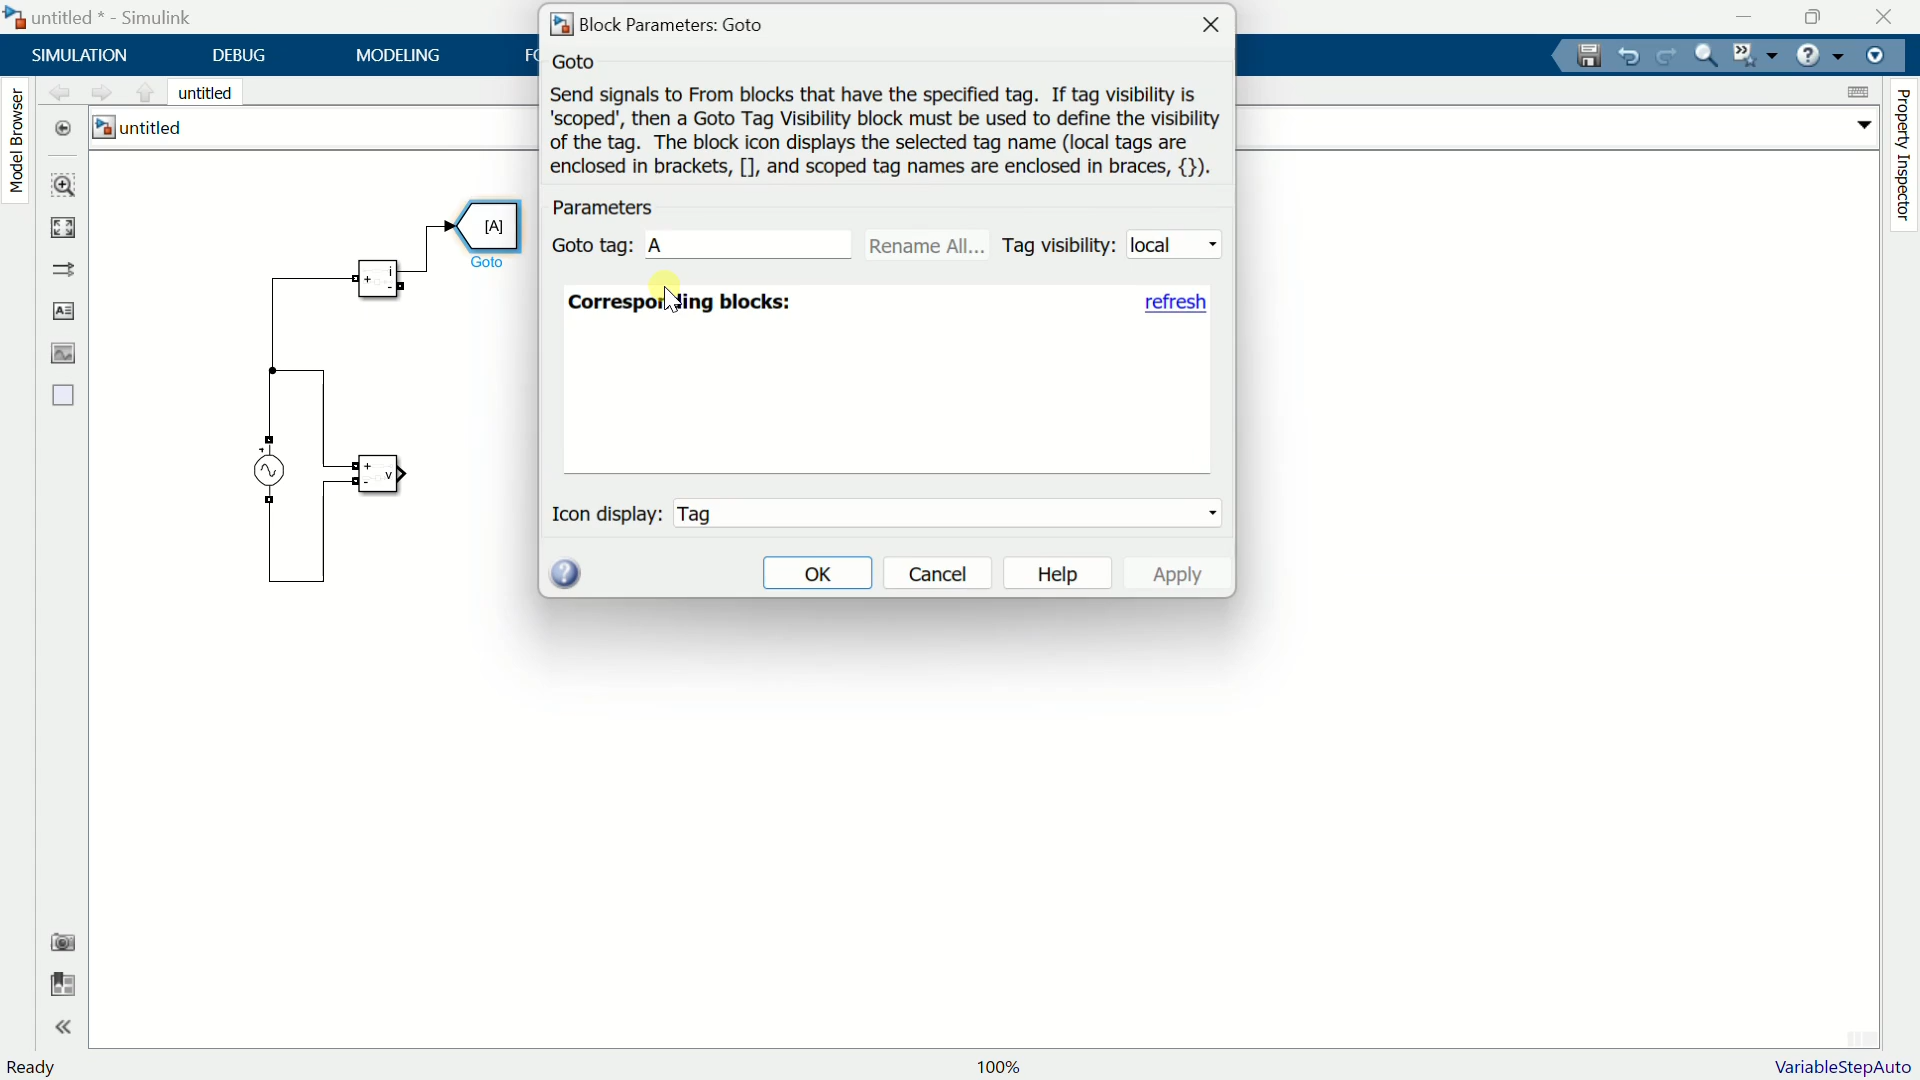 untitled * - Simulink
Block Parameters: Goto
SIMULATION
DEBUG
MODELING
FO
Goto
Send signals to From blocks that have the specified tag.  If tag visibility is
'scoped', then a Goto Tag Visibility block must be used to define the visibility
of the tag.  The block icon displays the selected tag name (local tags are
enclosed in brackets, [], and scoped tag names are enclosed in braces, {}).
Model Browser
untitled
untitled
Property Inspector
Parameters
Goto tag: A
Rename All...
Tag visibility: local
[A]
Goto
i
+
-
Corresponding blocks:
refresh
+
v
-
+
Icon display: Tag
OK
Cancel
Help
Apply
Ready
100%
VariableStepAuto